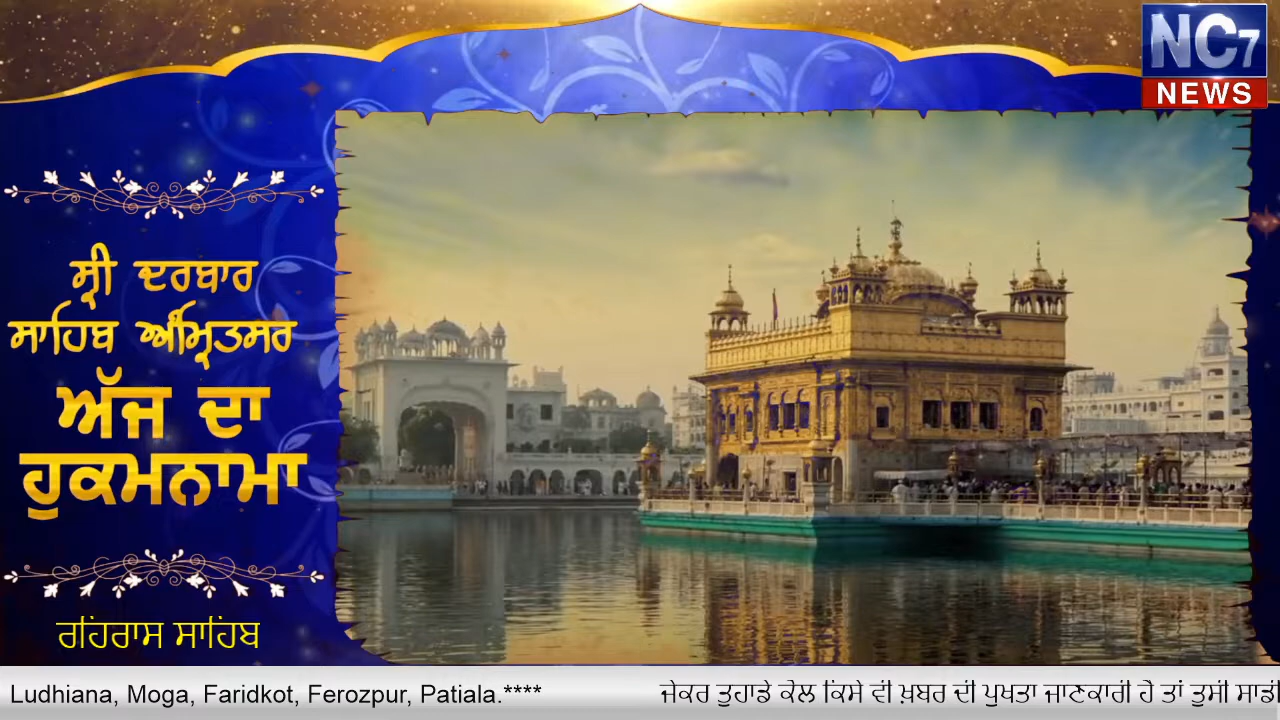 NC7
NEWS
ਸ੍ਰੀ ਦਰਬਾਰ
ਸਾਹਿਬ ਅੰਮ੍ਰਿਤਸਰ
ਅੱਜ ਦਾ
ਹੁਕਮਨਾਮਾ
ਰਹਿਰਾਸ ਸਾਹਿਬ
Ludhiana, Moga, Faridkot, Ferozpur, Patiala.**** ਜੇਕਰ ਤੁਹਾਡੇ ਕੋਲ ਕਿਸੇ ਵੀ ਖ਼ਬਰ ਦੀ ਪੁਖਤਾ ਜਾਣਕਾਰੀ ਹੈ ਤਾਂ ਤੁਸੀ ਸਾਡੀ